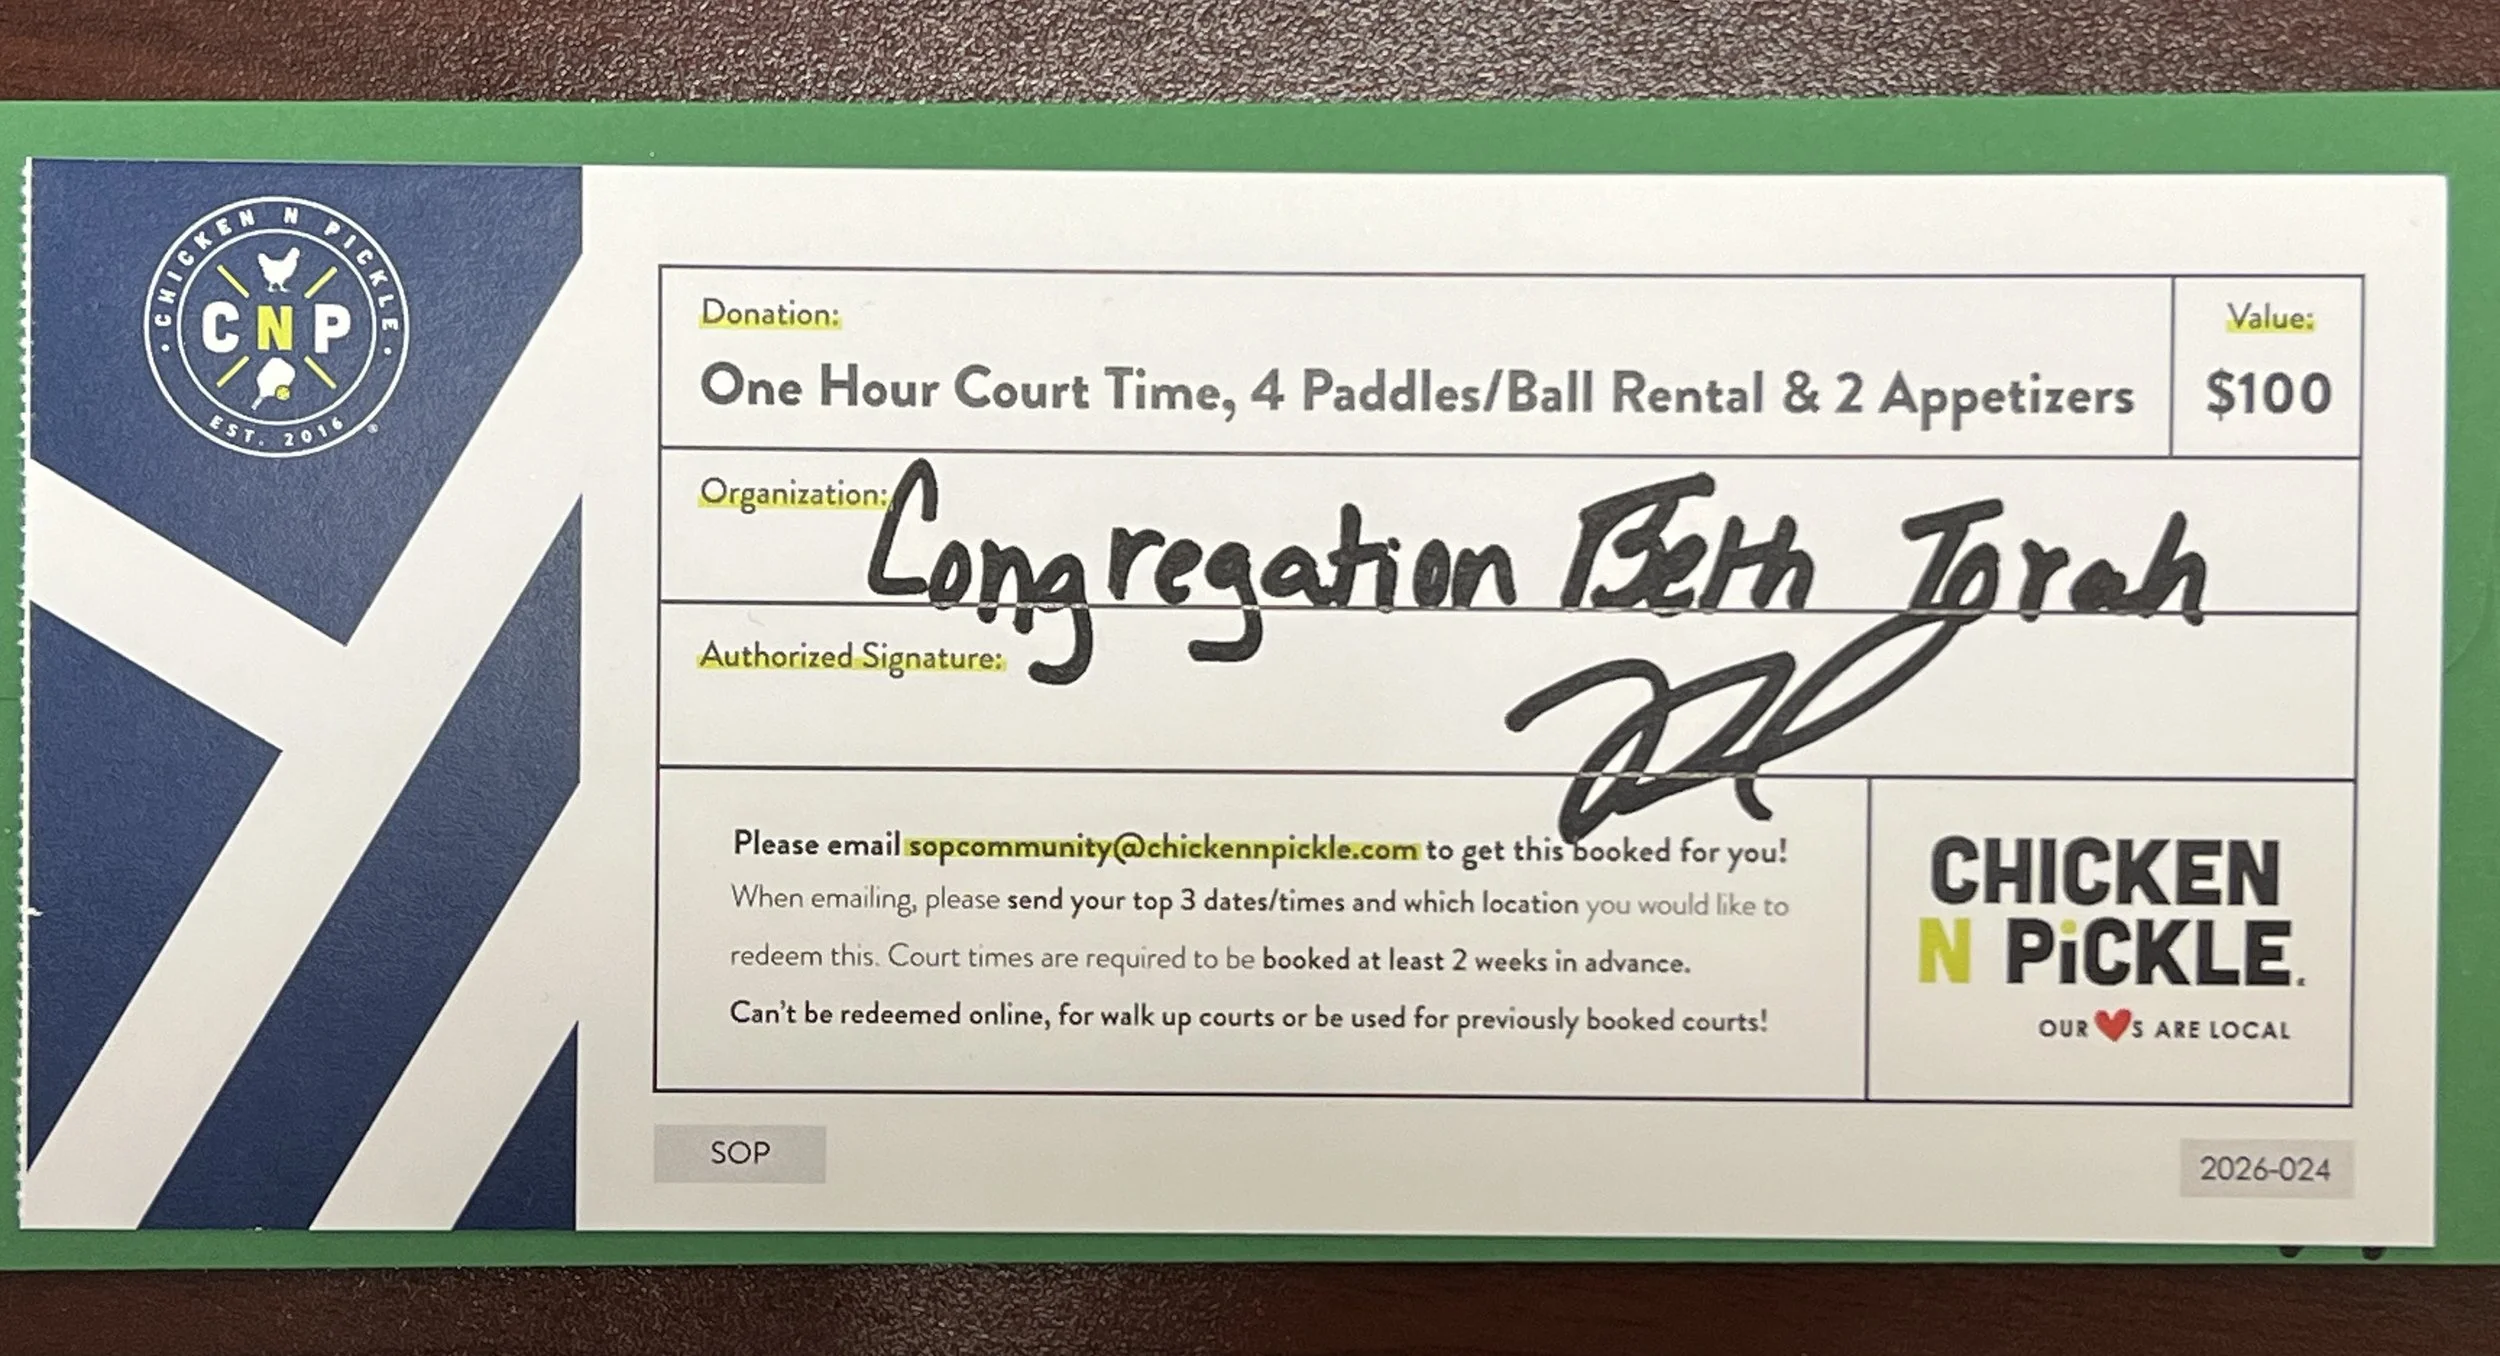 CHICKEN N PICKLE
CNP
EST. 2016
Donation:
One Hour Court Time, 4 Paddles/Ball Rental & 2 Appetizers
Value:
$100
Organization: Congregation Beth Torah
Authorized Signature:
Please email sopcommunity@chickennpickle.com to get this booked for you!
When emailing, please send your top 3 dates/times and which location you would like to
redeem this. Court times are required to be booked at least 2 weeks in advance.
Can't be redeemed online, for walk up courts or be used for previously booked courts!
CHICKEN
N PiCKLE.
OUR ❤S ARE LOCAL
SOP
2026-024